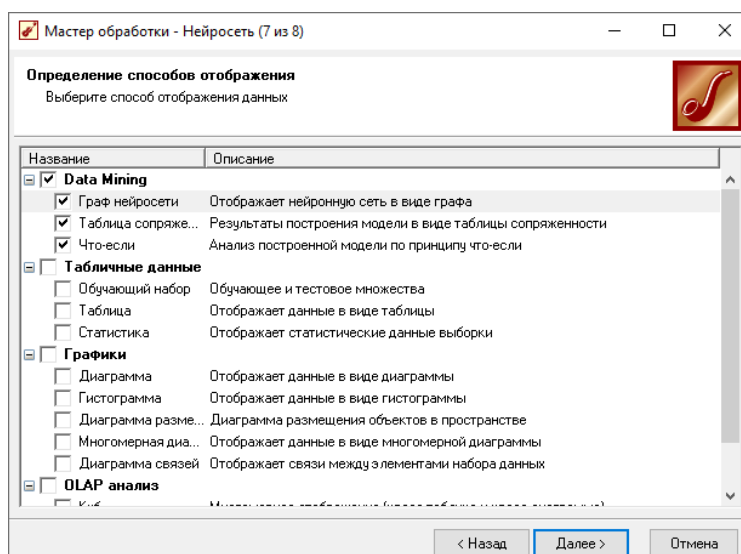 Мастер обработки - Нейросеть (7 из 8)
Определение способов отображения
Выберите способ отображения данных
Название Описание
Data Mining
Граф нейросети Отображает нейронную сеть в виде графа
Таблица сопряже... Результаты построения модели в виде таблицы сопряженности
Что-если Анализ построенной модели по принципу что-если
Табличные данные
Обучающий набор Обучающее и тестовое множества
Таблица Отображает данные в виде таблицы
Статистика Отображает статистические данные выборки
Графики
Диаграмма Отображает данные в виде диаграммы
Гистограмма Отображает данные в виде гистограммы
Диаграмма разме... Диаграмма размещения объектов в пространстве
Многомерная диа... Отображает данные в виде многомерной диаграммы
Диаграмма связей Отображает связи между элементами набора данных
OLAP анализ
< Назад Далее > Отмена